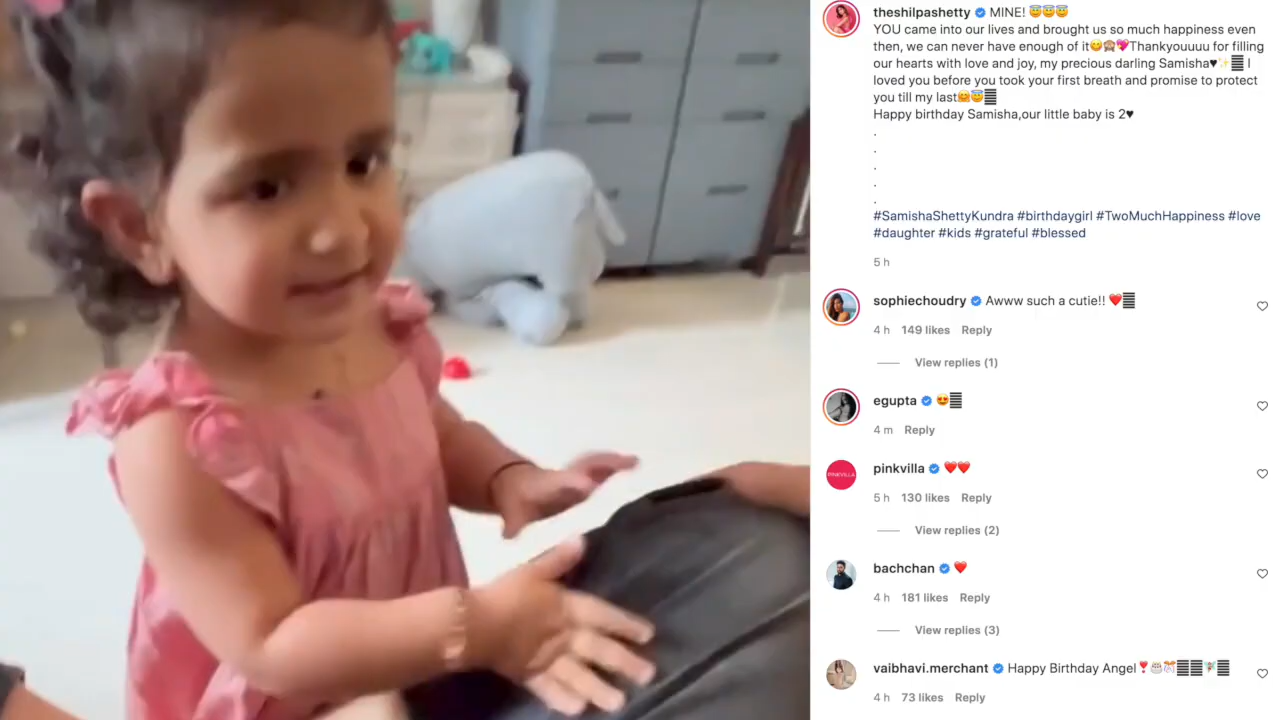 theshilpashetty MINE! 😇😇😇
YOU came into our lives and brought us so much happiness even
then, we can never have enough of it😋🙈💖Thankyouuuu for filling
our hearts with love and joy, my precious darling Samisha♥️✨ I
loved you before you took your first breath and promise to protect
you till my last🤗😇
Happy birthday Samisha,our little baby is 2♥
.
.
.
.
.
#SamishaShettyKundra #birthdaygirl #TwoMuchHappiness #love
#daughter #kids #grateful #blessed
5 h
sophiechoudry Awww such a cutie!! ❤️
4 h 149 likes Reply
View replies (1)
egupta 😍
4 m Reply
PINKVILLA
pinkvilla ❤️❤️
5 h 130 likes Reply
View replies (2)
bachchan ❤️
4 h 181 likes Reply
View replies (3)
vaibhavi.merchant Happy Birthday Angel❣️🎂🎊🧚
4 h 73 likes Reply